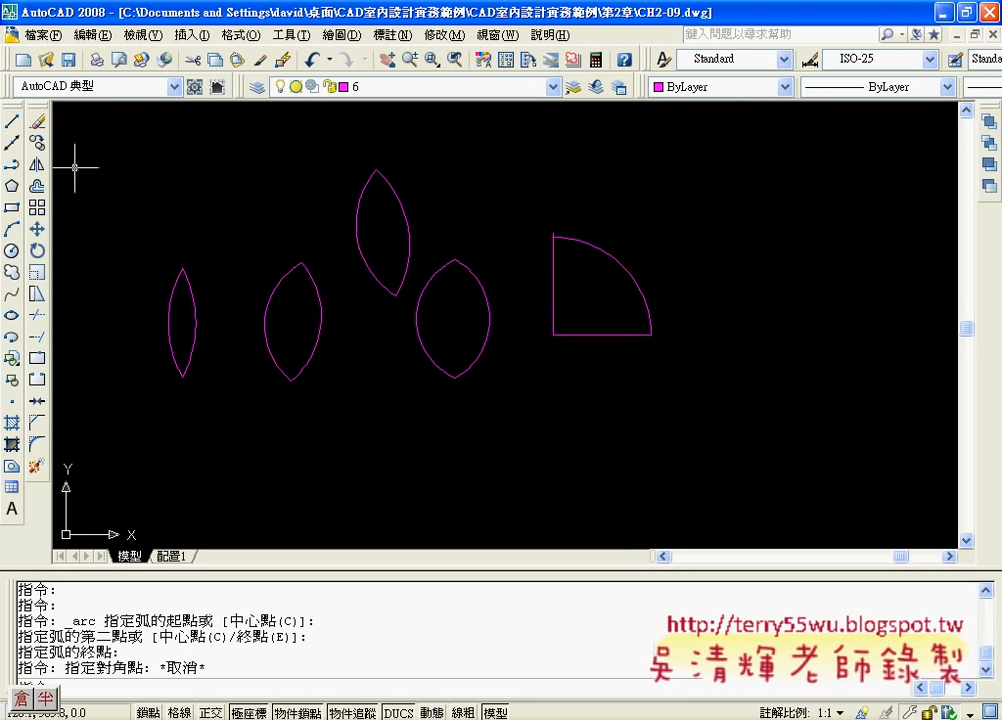 AutoCAD 2008 - [C:\Documents and Settings\david\桌面\CAD室內設計實務範例\CAD室內設計實務範例\第2章\CH2-09.dwg]
檔案(F) 編輯(E) 檢視(V) 插入(I) 格式(O) 工具(T) 繪圖(D) 標註(N) 修改(M) 視窗(W) 說明(H) 鍵入問題以尋求幫助
Standard ISO-25 Standa
AutoCAD 典型 6 ByLayer ByLayer
A
Y
X
模型 配置1
指令:
指令:
指令: _arc 指定弧的起點或 [中心點(C)]:
指定弧的第二點或 [中心點(C)/終點(E)]:
指定弧的終點:
指令: 指定對角點: *取消*
http://terry55wu.blogspot.tw
吳清輝老師錄製
倉 半
鎖點 格線 正交 極座標 物件鎖點 物件追蹤 DUCS 動態 線粗 模型 註解比例: 1:1